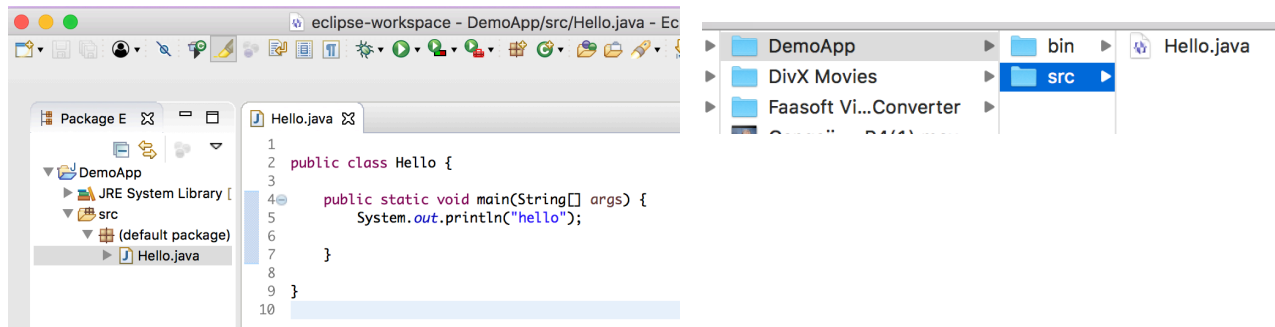 eclipse-workspace - DemoApp/src/Hello.java - Ec
Package E
DemoApp
JRE System Library [
src
(default package)
Hello.java
Hello.java
1
2 public class Hello {
3
4 public static void main(String[] args) {
5 System.out.println("hello");
6
7 }
8
9 }
10
DemoApp
DivX Movies
Faasoft Vi...Converter
bin
src
Hello.java